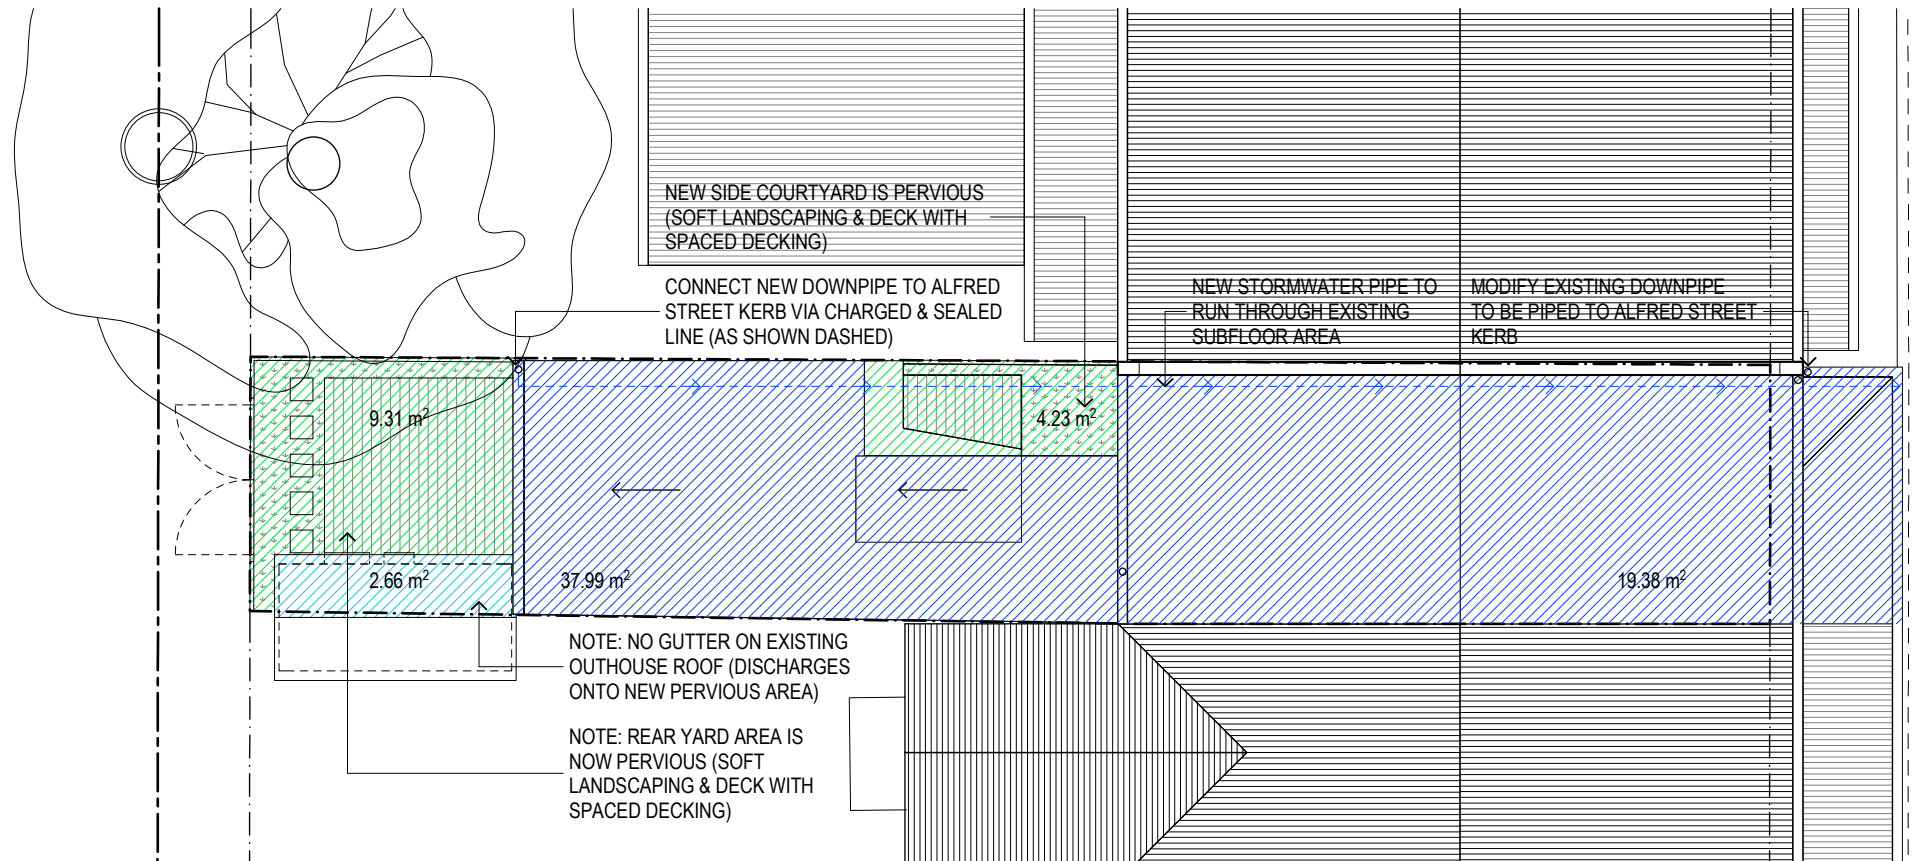 NEW SIDE COURTYARD IS PERVIOUS
(SOFT LANDSCAPING & DECK WITH
SPACED DECKING)
CONNECT NEW DOWNPIPE TO ALFRED
STREET KERB VIA CHARGED & SEALED
LINE (AS SHOWN DASHED)
NEW STORMWATER PIPE TO
RUN THROUGH EXISTING
SUBFLOOR AREA
MODIFY EXISTING DOWNPIPE
TO BE PIPED TO ALFRED STREET
KERB
9.31 m²
4.23 m²
2.66 m²
37.99 m²
19.38 m²
NOTE: NO GUTTER ON EXISTING
OUTHOUSE ROOF (DISCHARGES
ONTO NEW PERVIOUS AREA)
NOTE: REAR YARD AREA IS
NOW PERVIOUS (SOFT
LANDSCAPING & DECK WITH
SPACED DECKING)